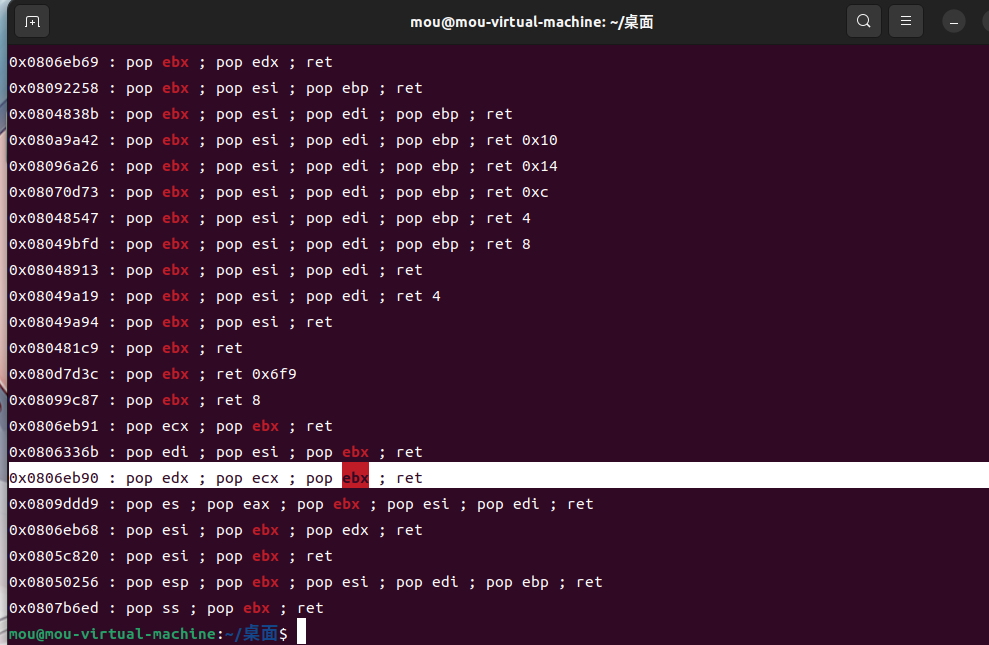 mou@mou-virtual-machine: ~/桌面
0x0806eb69 : pop ebx ; pop edx ; ret
0x08092258 : pop ebx ; pop esi ; pop ebp ; ret
0x0804838b : pop ebx ; pop esi ; pop edi ; pop ebp ; ret
0x080a9a42 : pop ebx ; pop esi ; pop edi ; pop ebp ; ret 0x10
0x08096a26 : pop ebx ; pop esi ; pop edi ; pop ebp ; ret 0x14
0x08070d73 : pop ebx ; pop esi ; pop edi ; pop ebp ; ret 0xc
0x08048547 : pop ebx ; pop esi ; pop edi ; pop ebp ; ret 4
0x08049bfd : pop ebx ; pop esi ; pop edi ; pop ebp ; ret 8
0x08048913 : pop ebx ; pop esi ; pop edi ; ret
0x08049a19 : pop ebx ; pop esi ; pop edi ; ret 4
0x08049a94 : pop ebx ; pop esi ; ret
0x080481c9 : pop ebx ; ret
0x080d7d3c : pop ebx ; ret 0x6f9
0x08099c87 : pop ebx ; ret 8
0x0806eb91 : pop ecx ; pop ebx ; ret
0x0806336b : pop edi ; pop esi ; pop ebx ; ret
0x0806eb90 : pop edx ; pop ecx ; pop ebx ; ret
0x0809ddd9 : pop es ; pop eax ; pop ebx ; pop esi ; pop edi ; ret
0x0806eb68 : pop esi ; pop ebx ; pop edx ; ret
0x0805c820 : pop esi ; pop ebx ; ret
0x08050256 : pop esp ; pop ebx ; pop esi ; pop edi ; pop ebp ; ret
0x0807b6ed : pop ss ; pop ebx ; ret
mou@mou-virtual-machine:~/桌面$